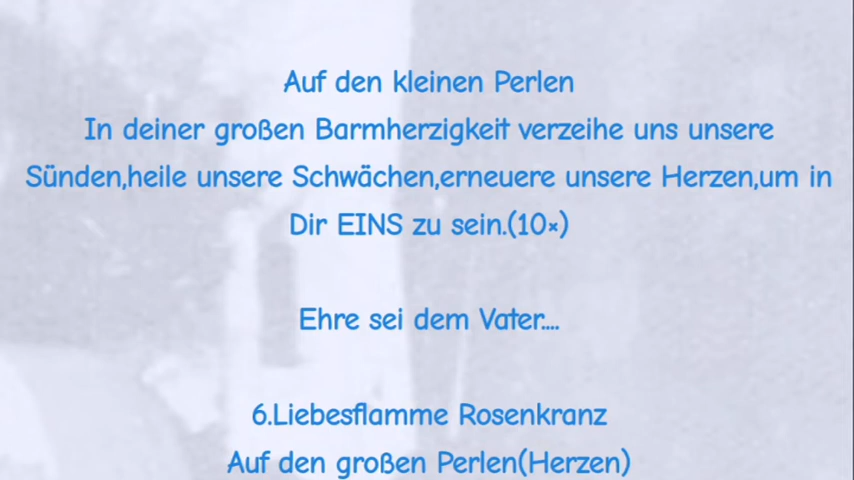 Auf den kleinen Perlen
In deiner großen Barmherzigkeit verzeihe uns unsere
Sünden,heile unsere Schwächen,erneuere unsere Herzen,um in
Dir EINS zu sein.(10×)
Ehre sei dem Vater....
6.Liebesflamme Rosenkranz
Auf den großen Perlen(Herzen)